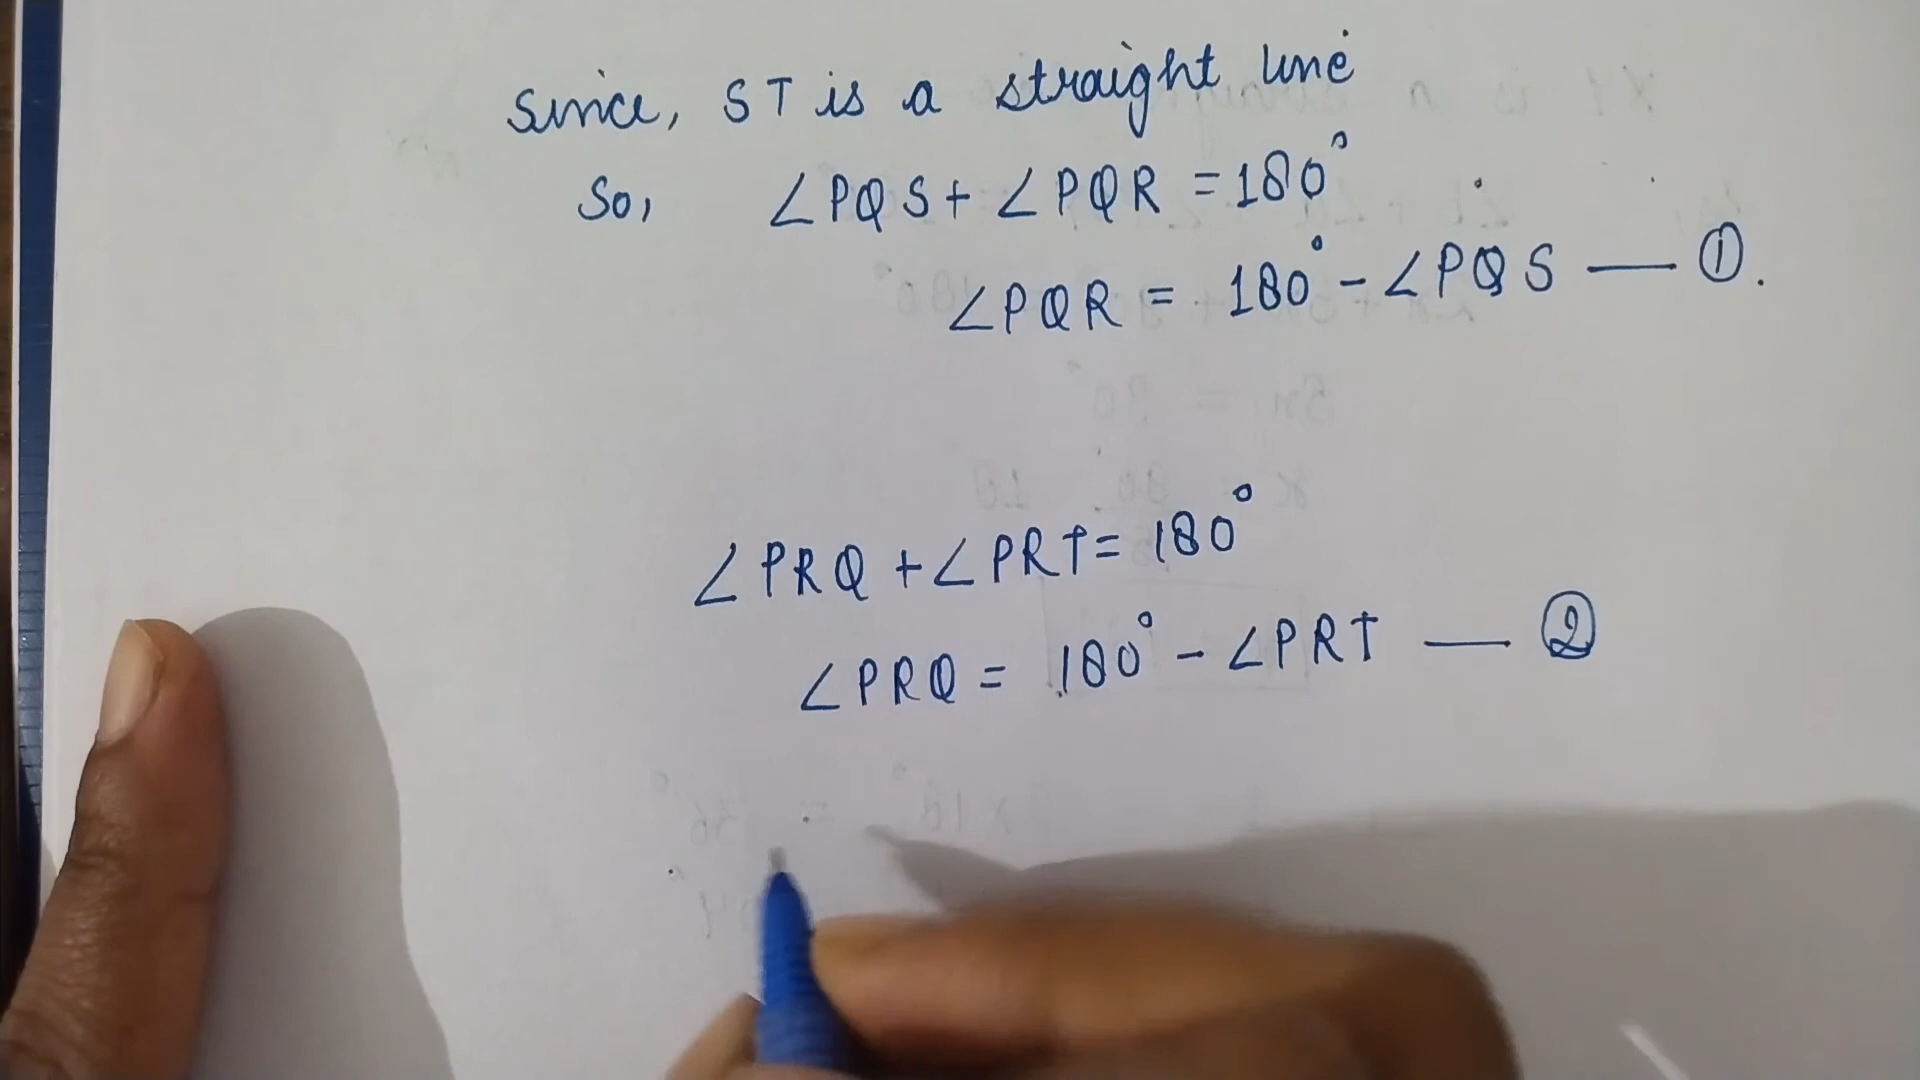 Since, ST is a straight line
So, ∠PQS + ∠PQR = 180°
∠PQR = 180° - ∠PQS — ①.
∠PRQ + ∠PRT = 180°
∠PRQ = 180° - ∠PRT — ②